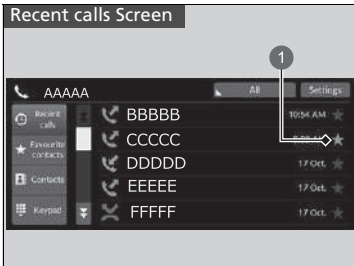 Recent calls Screen
1
AAAAA
All
Settings
Recent
calls
Favourite
contacts
Contacts
Keypad
BBBBB
10:54 AM
CCCCC
AM
DDDDD
17 Oct.
EEEEE
17 Oct.
FFFFF
17 Oct.